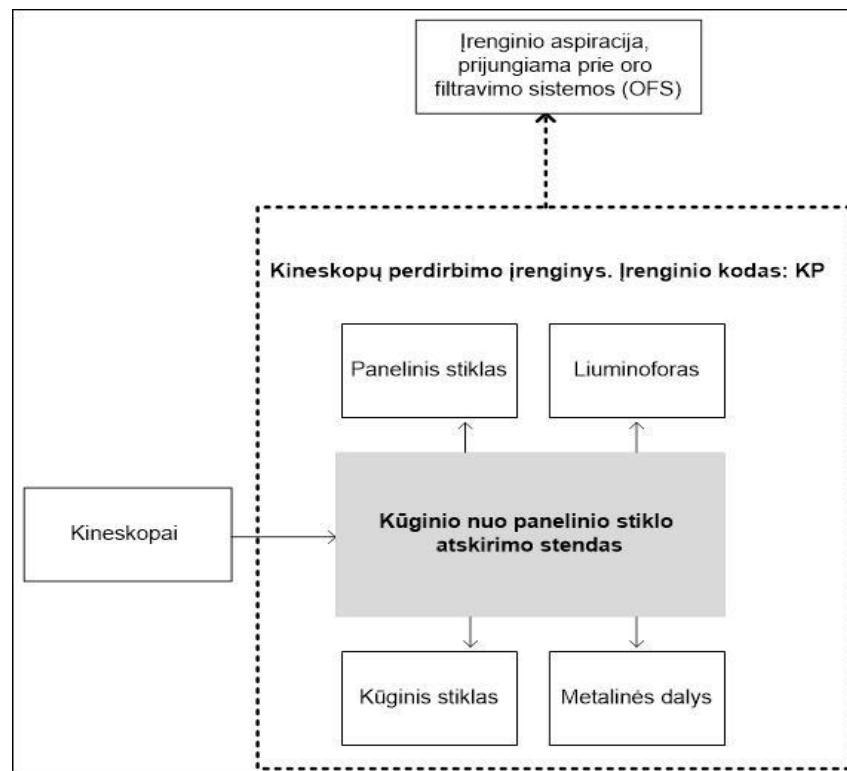 Įrenginio aspiracija,
prijungiama prie oro
filtravimo sistemos (OFS)
Kineskopų perdirbimo įrenginys. Įrenginio kodas: KP
Panelinis stiklas
Liuminoforas
Kineskopai
Kūginio nuo panelinio stiklo
atskirimo stendas
Kūginis stiklas
Metalinės dalys